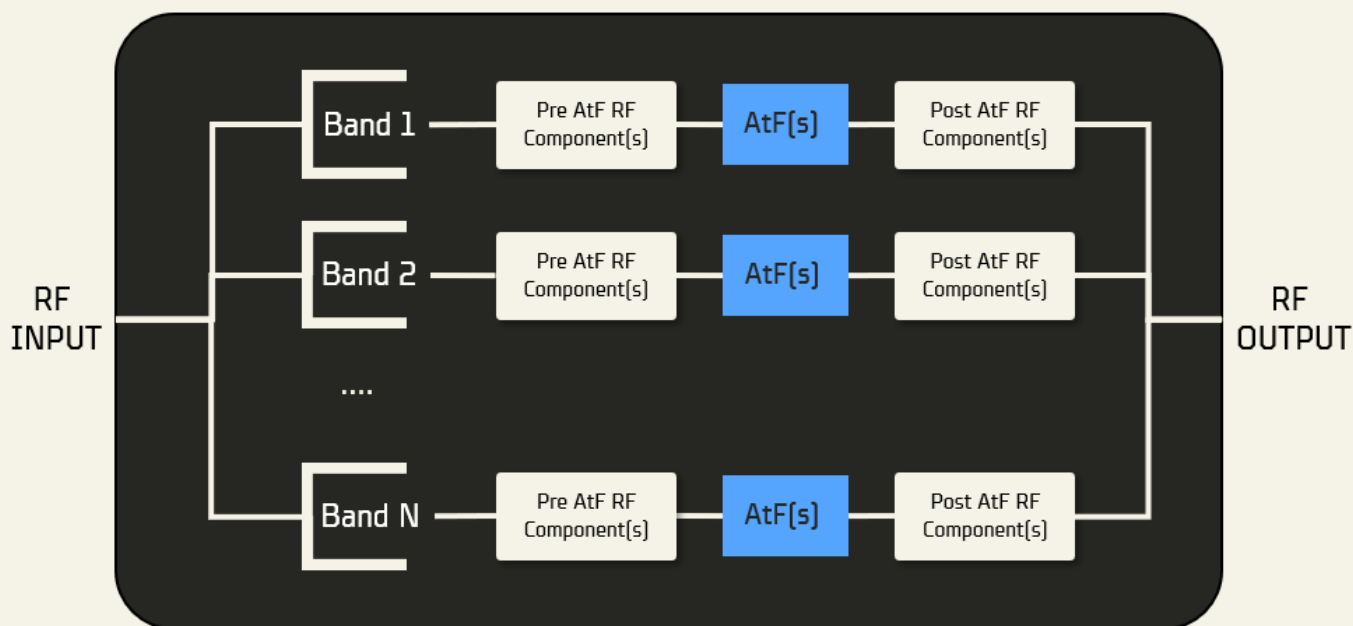 Band 1
Pre AtF RF
Component(s)
AtF(s)
Post AtF RF
Component(s)
Band 2
Pre AtF RF
Component(s)
AtF(s)
Post AtF RF
Component(s)
RF
INPUT
RF
OUTPUT
....
Band N
Pre AtF RF
Component(s)
AtF(s)
Post AtF RF
Component(s)